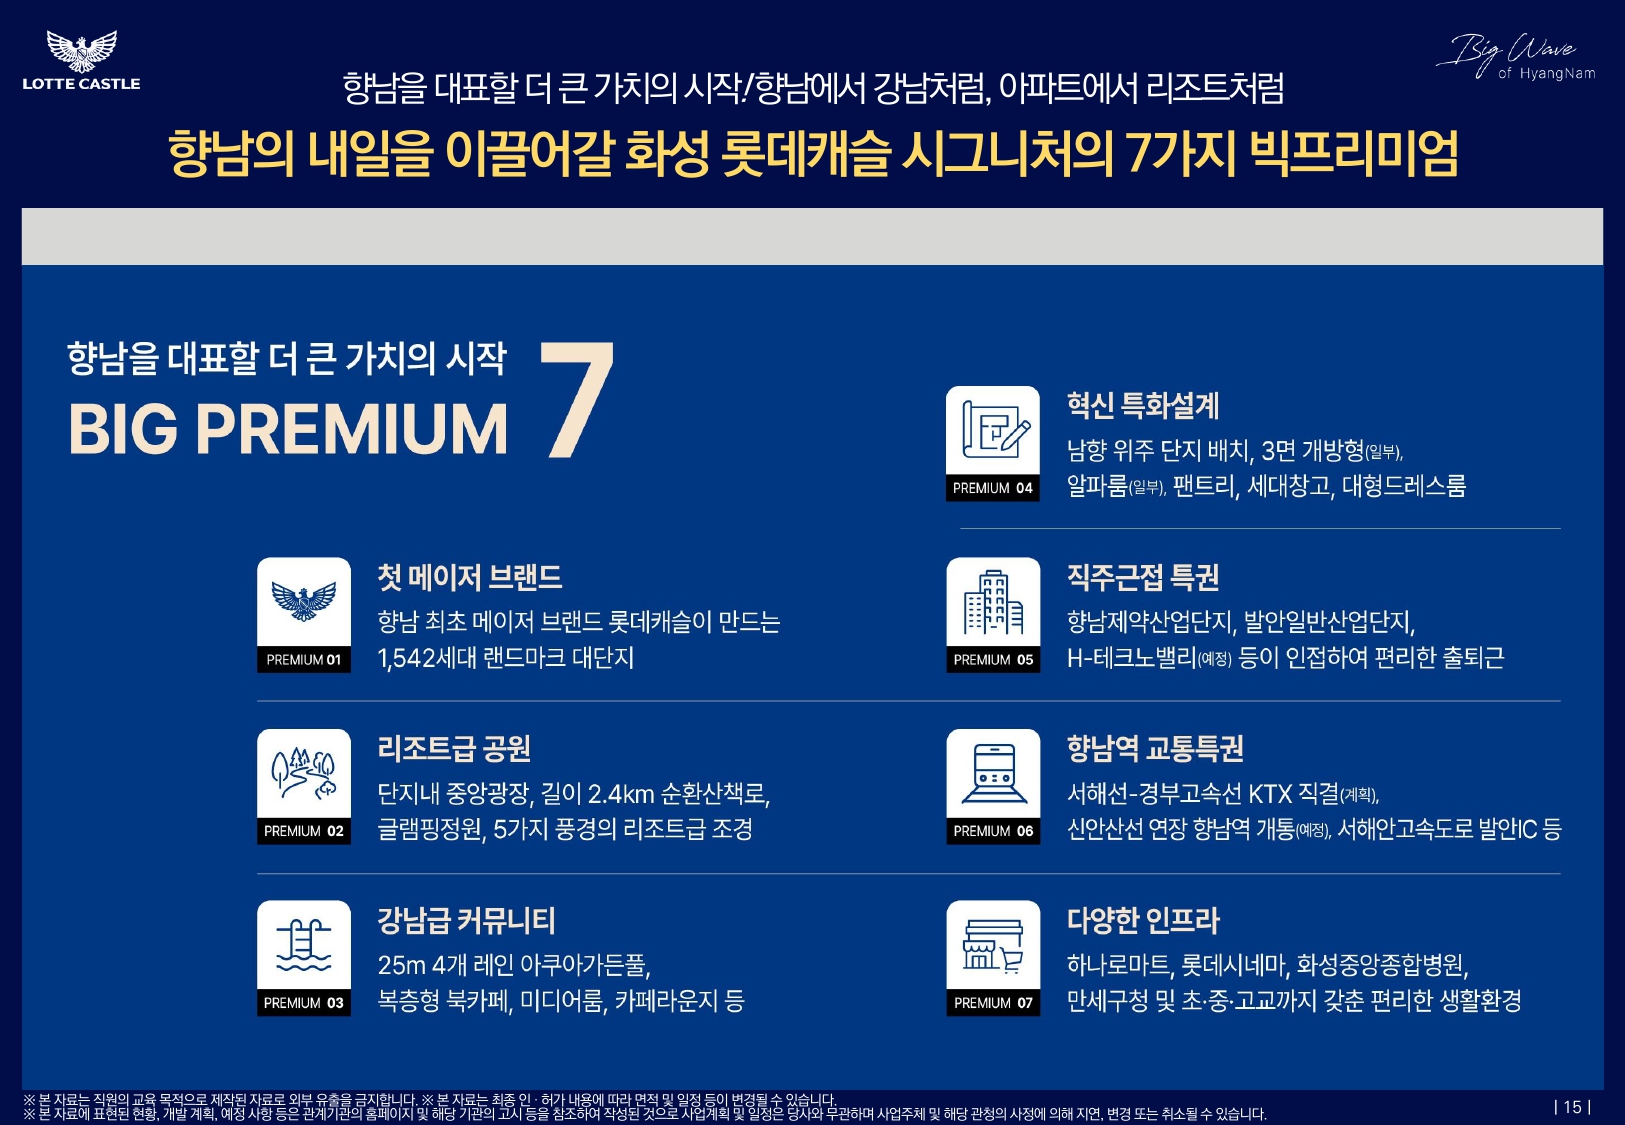 LOTTE CASTLE
Big Wave
of HyangNam
향남을 대표할 더 큰 가치의 시작! 향남에서 강남처럼, 아파트에서 리조트처럼
향남의 내일을 이끌어갈 화성 롯데캐슬 시그니처의 7가지 빅프리미엄
향남을 대표할 더 큰 가치의 시작
BIG PREMIUM 7
PREMIUM 01
첫 메이저 브랜드
향남 최초 메이저 브랜드 롯데캐슬이 만드는
1,542세대 랜드마크 대단지
PREMIUM 02
리조트급 공원
단지내 중앙광장, 길이 2.4km 순환산책로,
글램핑정원, 5가지 풍경의 리조트급 조경
PREMIUM 03
강남급 커뮤니티
25m 4개 레인 아쿠아가든풀,
복층형 북카페, 미디어룸, 카페라운지 등
PREMIUM 04
혁신 특화설계
남향 위주 단지 배치, 3면 개방형(일부),
알파룸(일부), 팬트리, 세대창고, 대형드레스룸
PREMIUM 05
직주근접 특권
향남제약산업단지, 발안일반산업단지,
H-테크노밸리(예정) 등이 인접하여 편리한 출퇴근
PREMIUM 06
향남역 교통특권
서해선-경부고속선 KTX 직결(계획),
신안산선 연장 향남역 개통(예정), 서해안고속도로 발안IC 등
PREMIUM 07
다양한 인프라
하나로마트, 롯데시네마, 화성중앙종합병원,
만세구청 및 초·중·고교까지 갖춘 편리한 생활환경
※ 본 자료는 직원의 교육 목적으로 제작된 자료로 외부 유출을 금지합니다. ※ 본 자료는 최종 인·허가 내용에 따라 면적 및 일정 등이 변경될 수 있습니다.
※ 본 자료에 표현된 현황, 개발 계획, 예정 사항 등은 관계기관의 홈페이지 및 해당 기관의 고시 등을 참조하여 작성된 것으로 사업계획 및 일정은 당사와 무관하며 사업주체 및 해당 관청의 사정에 의해 지연, 변경 또는 취소될 수 있습니다.
| 15 |